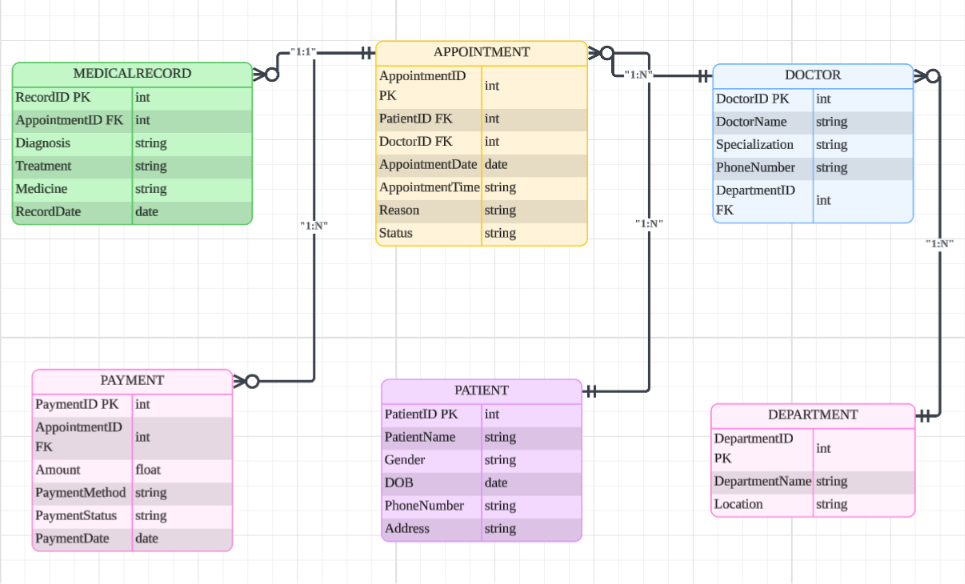 "1:1"
APPOINTMENT
AppointmentID
PK
int
PatientID FK int
DoctorID FK int
AppointmentDate date
AppointmentTime string
Reason string
Status string
MEDICALRECORD
RecordID PK int
AppointmentID FK int
Diagnosis string
Treatment string
Medicine string
RecordDate date
"1:N"
DOCTOR
DoctorID PK int
DoctorName string
Specialization string
PhoneNumber string
DepartmentID
FK
int
"1:N"
"1:N"
"1:N"
PAYMENT
PaymentID PK int
AppointmentID
FK
int
Amount float
PaymentMethod string
PaymentStatus string
PaymentDate date
PATIENT
PatientID PK int
PatientName string
Gender string
DOB date
PhoneNumber string
Address string
DEPARTMENT
DepartmentID
PK
int
DepartmentName string
Location string